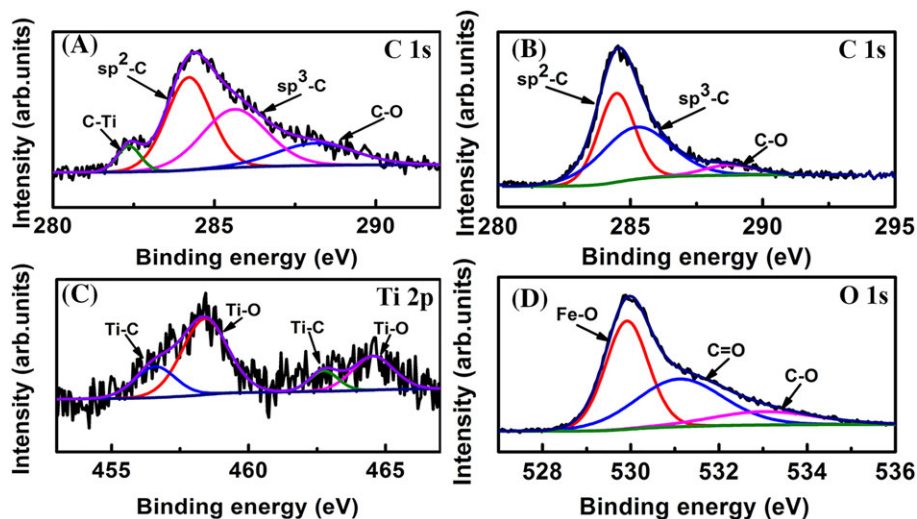 (A)
C 1s
sp²-C
sp³-C
C-Ti
C-O
Intensity (arb.units)
280 285 290
Binding energy (eV)
(B)
C 1s
sp²-C
sp³-C
C-O
Intensity (arb.units)
280 285 290 295
Binding energy (eV)
(C)
Ti 2p
Ti-O
Ti-C
Ti-C
Ti-O
Intensity (arb.units)
455 460 465
Binding energy (eV)
(D)
O 1s
Fe-O
C=O
C-O
Intensity (arb.units)
528 530 532 534 536
Binding energy (eV)